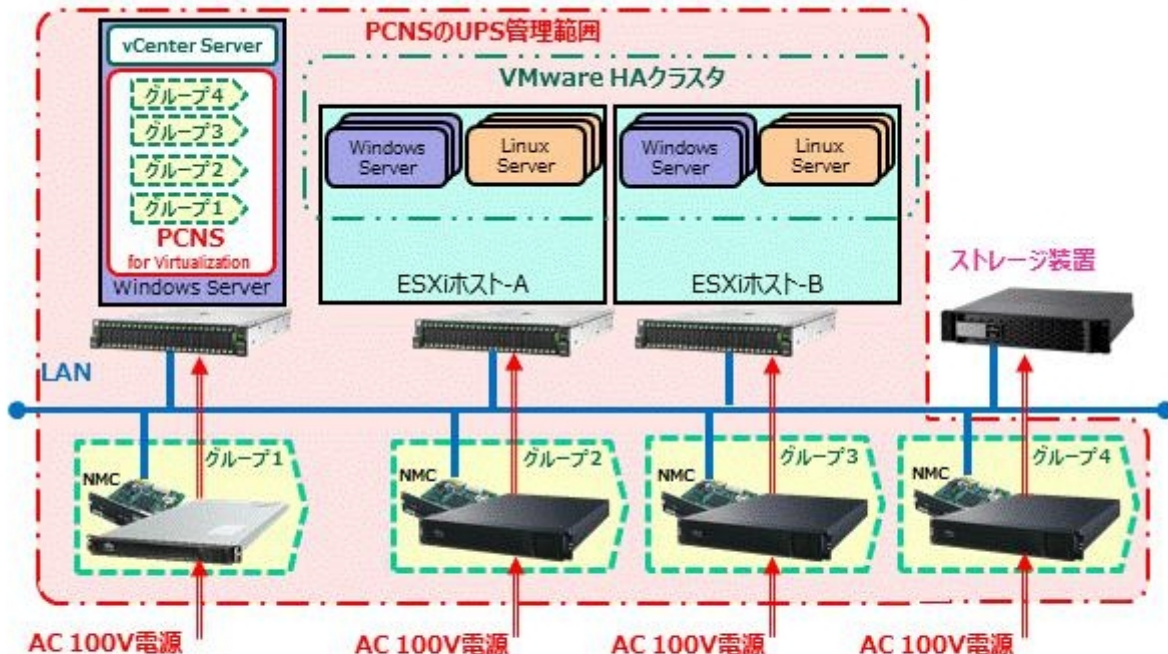 PCNSのUPS管理範囲
vCenter Server
グループ4
グループ3
グループ2
グループ1
PCNS
for Virtualization
Windows Server
VMware HAクラスタ
Windows
Server
Linux
Server
Windows
Server
Linux
Server
ESXiホスト-A
ESXiホスト-B
ストレージ装置
LAN
NMC
グループ1
NMC
グループ2
NMC
グループ3
NMC
グループ4
AC 100V電源
AC 100V電源
AC 100V電源
AC 100V電源